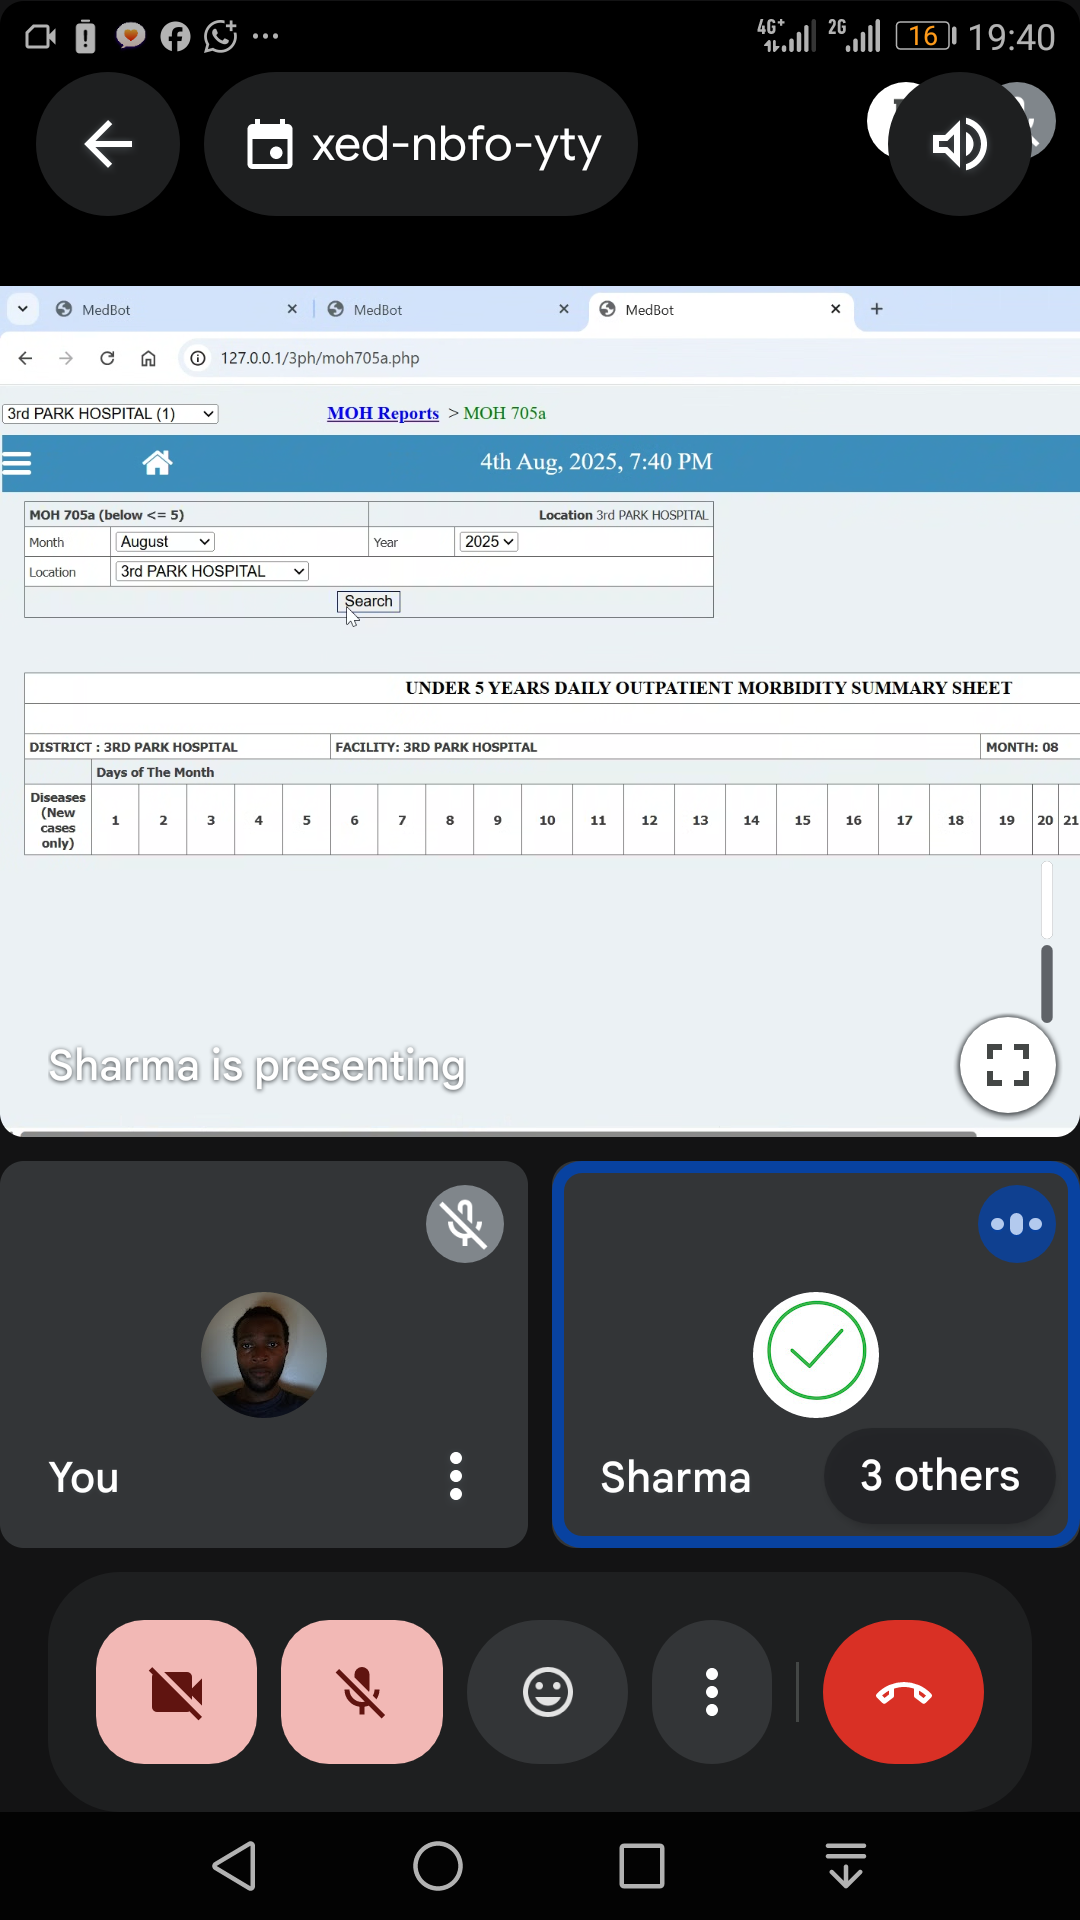 4G+ 2G 16 19:40
xed-nbfo-yty
MedBot MedBot MedBot
127.0.0.1/3ph/moh705a.php
3rd PARK HOSPITAL (1) MOH Reports > MOH 705a
4th Aug, 2025, 7:40 PM
MOH 705a (below <= 5) Location 3rd PARK HOSPITAL
Month August Year 2025
Location 3rd PARK HOSPITAL
Search
UNDER 5 YEARS DAILY OUTPATIENT MORBIDITY SUMMARY SHEET
DISTRICT : 3RD PARK HOSPITAL FACILITY: 3RD PARK HOSPITAL MONTH: 08
Days of The Month
Diseases
(New
cases
only)
1 2 3 4 5 6 7 8 9 10 11 12 13 14 15 16 17 18 19 20 21
Sharma is presenting
You Sharma 3 others